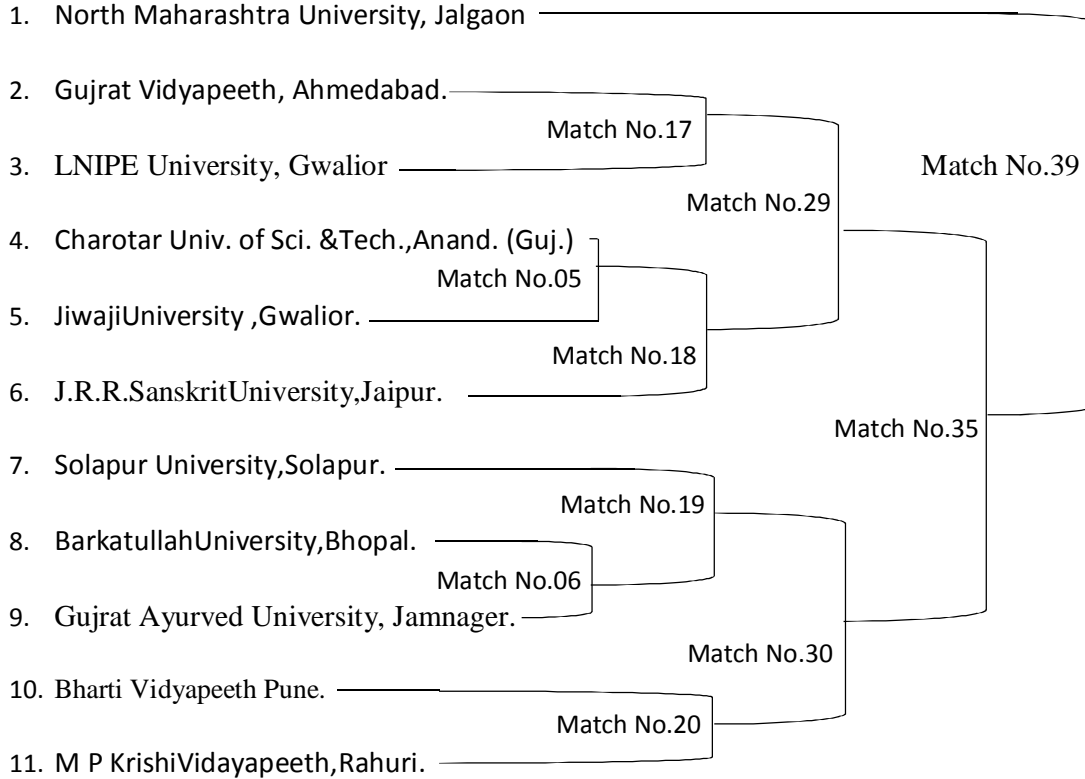 1. North Maharashtra University, Jalgaon
2. Gujrat Vidyapeeth, Ahmedabad.
Match No.17
3. LNIPE University, Gwalior
Match No.39
Match No.29
4. Charotar Univ. of Sci. &Tech.,Anand. (Guj.)
Match No.05
5. JiwajiUniversity ,Gwalior.
Match No.18
6. J.R.R.SanskritUniversity,Jaipur.
Match No.35
7. Solapur University,Solapur.
Match No.19
8. BarkatullahUniversity,Bhopal.
Match No.06
9. Gujrat Ayurved University, Jamnager.
Match No.30
10. Bharti Vidyapeeth Pune.
Match No.20
11. M P KrishiVidayapeeth,Rahuri.